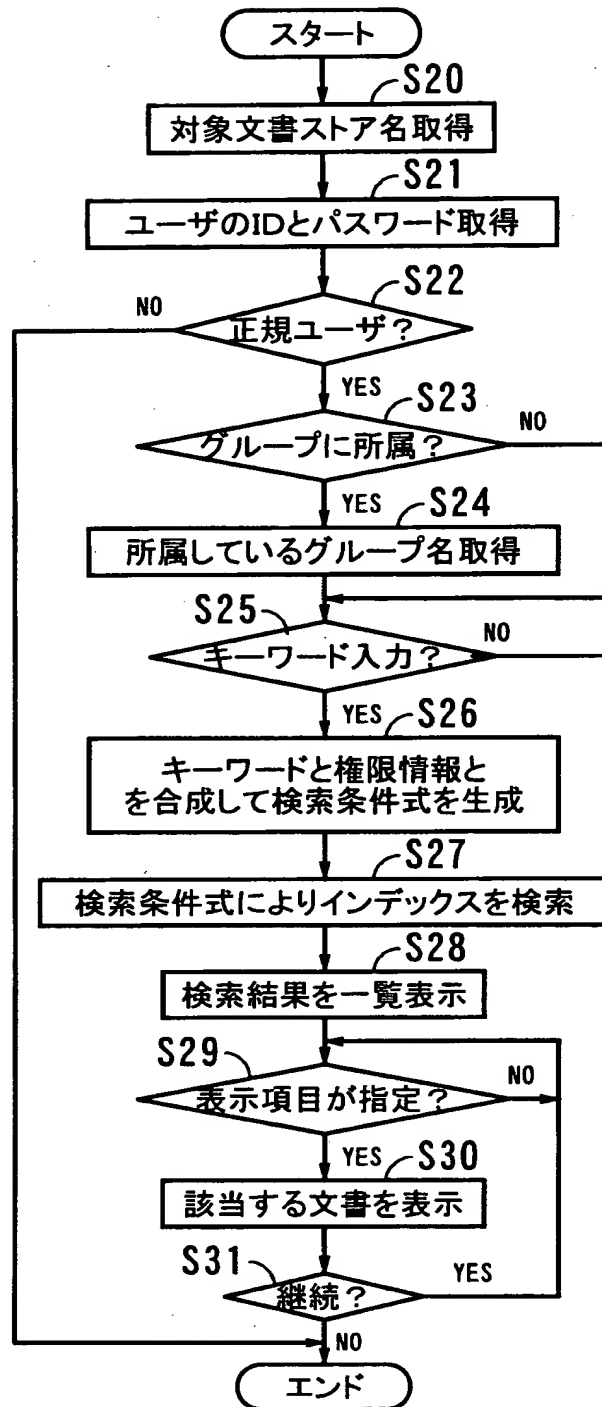 スタート
S20
対象文書ストア名取得
S21
ユーザのIDとパスワード取得
S22
NO
正規ユーザ?
YES
S23
グループに所属?
NO
YES
S24
所属しているグループ名取得
S25
キーワード入力?
NO
YES
S26
キーワードと権限情報と
を合成して検索条件式を生成
S27
検索条件式によりインデックスを検索
S28
検索結果を一覧表示
S29
表示項目が指定?
NO
YES
S30
該当する文書を表示
S31
継続?
YES
NO
エンド